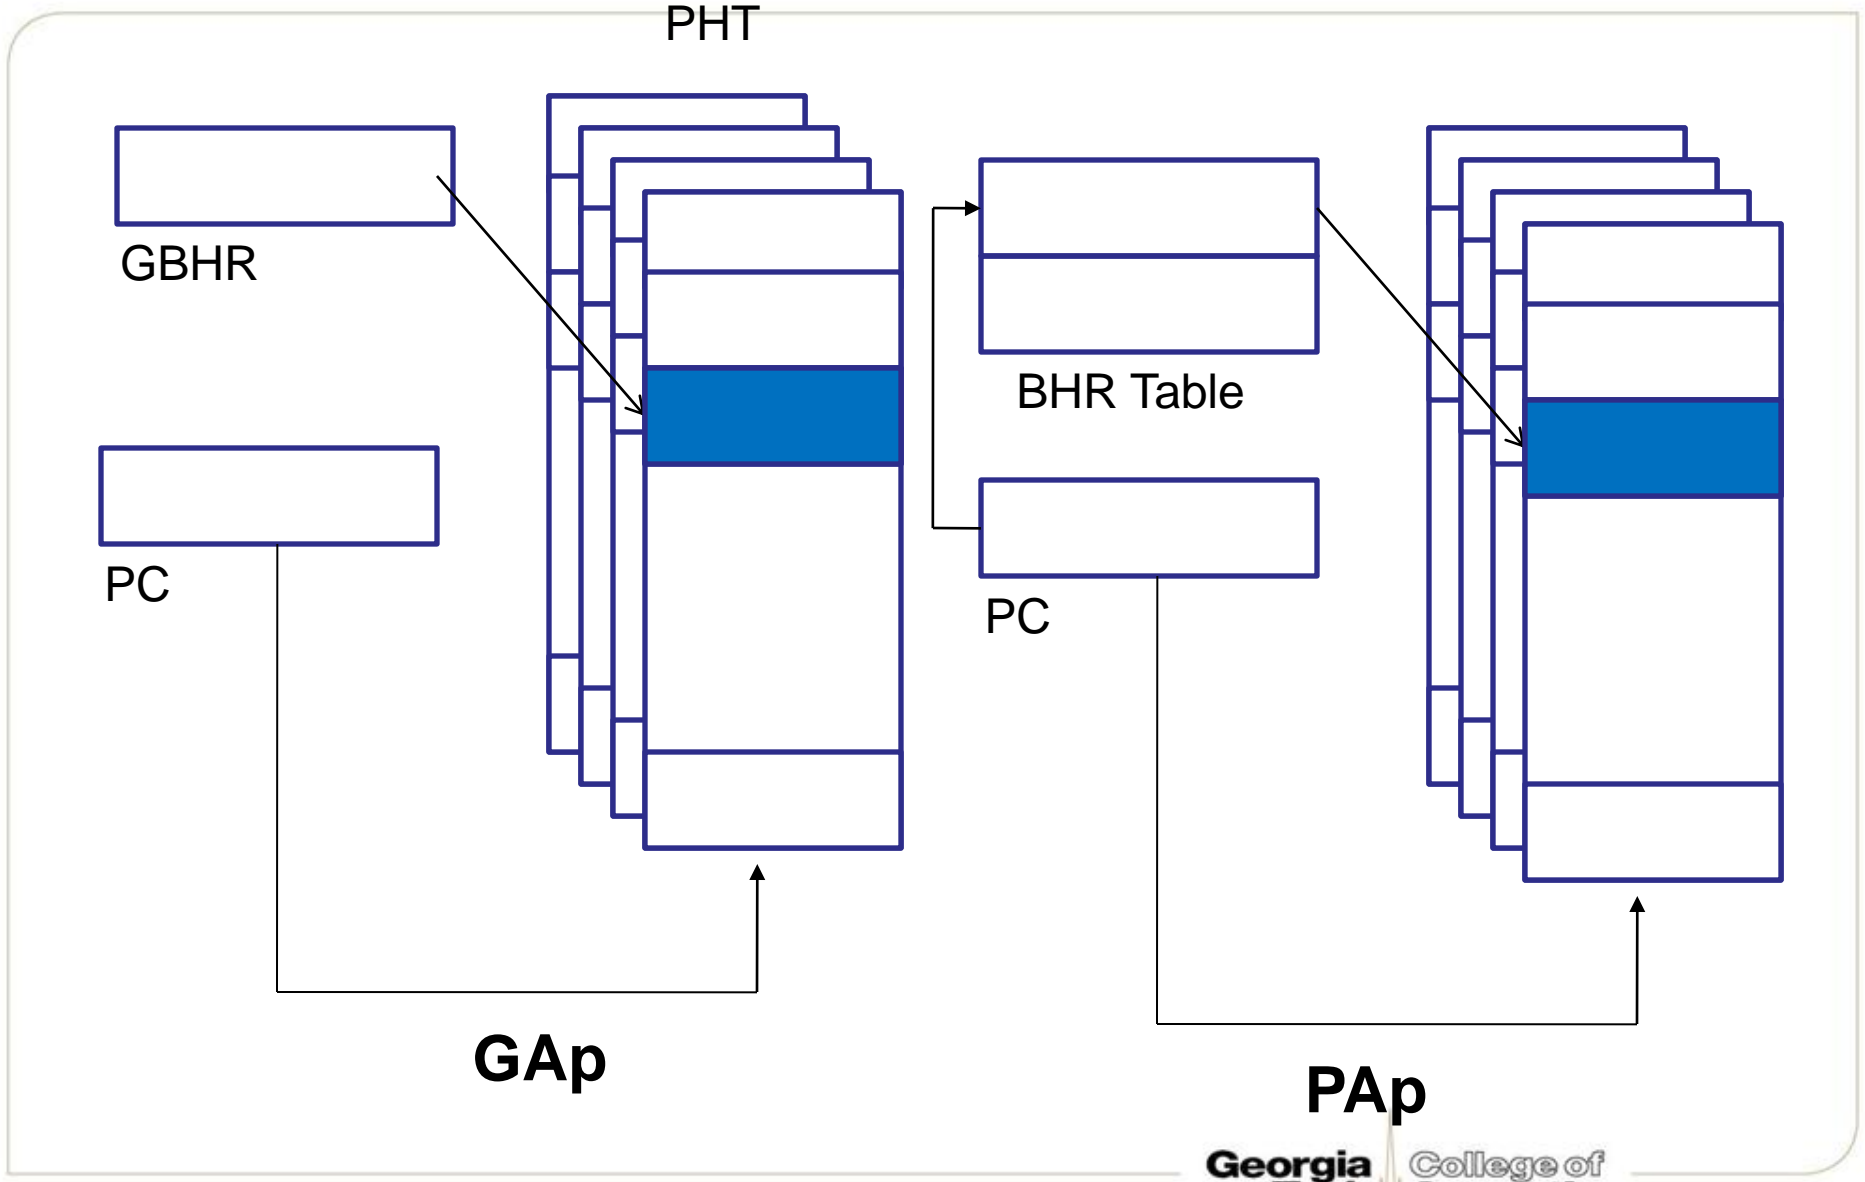 PHT
GBHR
PC
GAp
BHR Table
PC
PAp
Georgia
College of